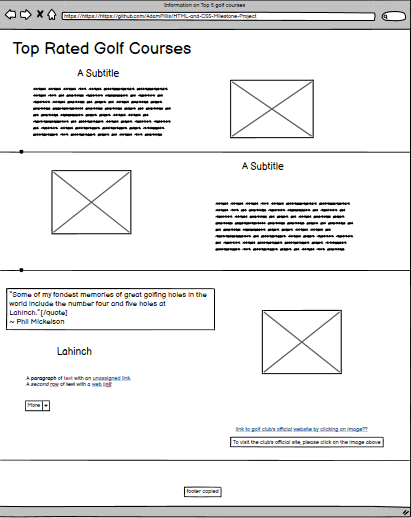 Information on Top 5 golf courses
https://https://https://github.com/AdamPillis/HTML-and-CSS-Milestone-Project
Top Rated Golf Courses
A Subtitle
A Subtitle
"Some of my fondest memories of great golfing holes in the
world include the number four and five holes at
Lahinch."[/quote]
~ Phil Mickelson
Lahinch
A paragraph of text with an unassigned link
A second row of text with a web link
More
link to golf club's official website by clicking on image??
To visit the club's official site, please click on the image above
footer copied